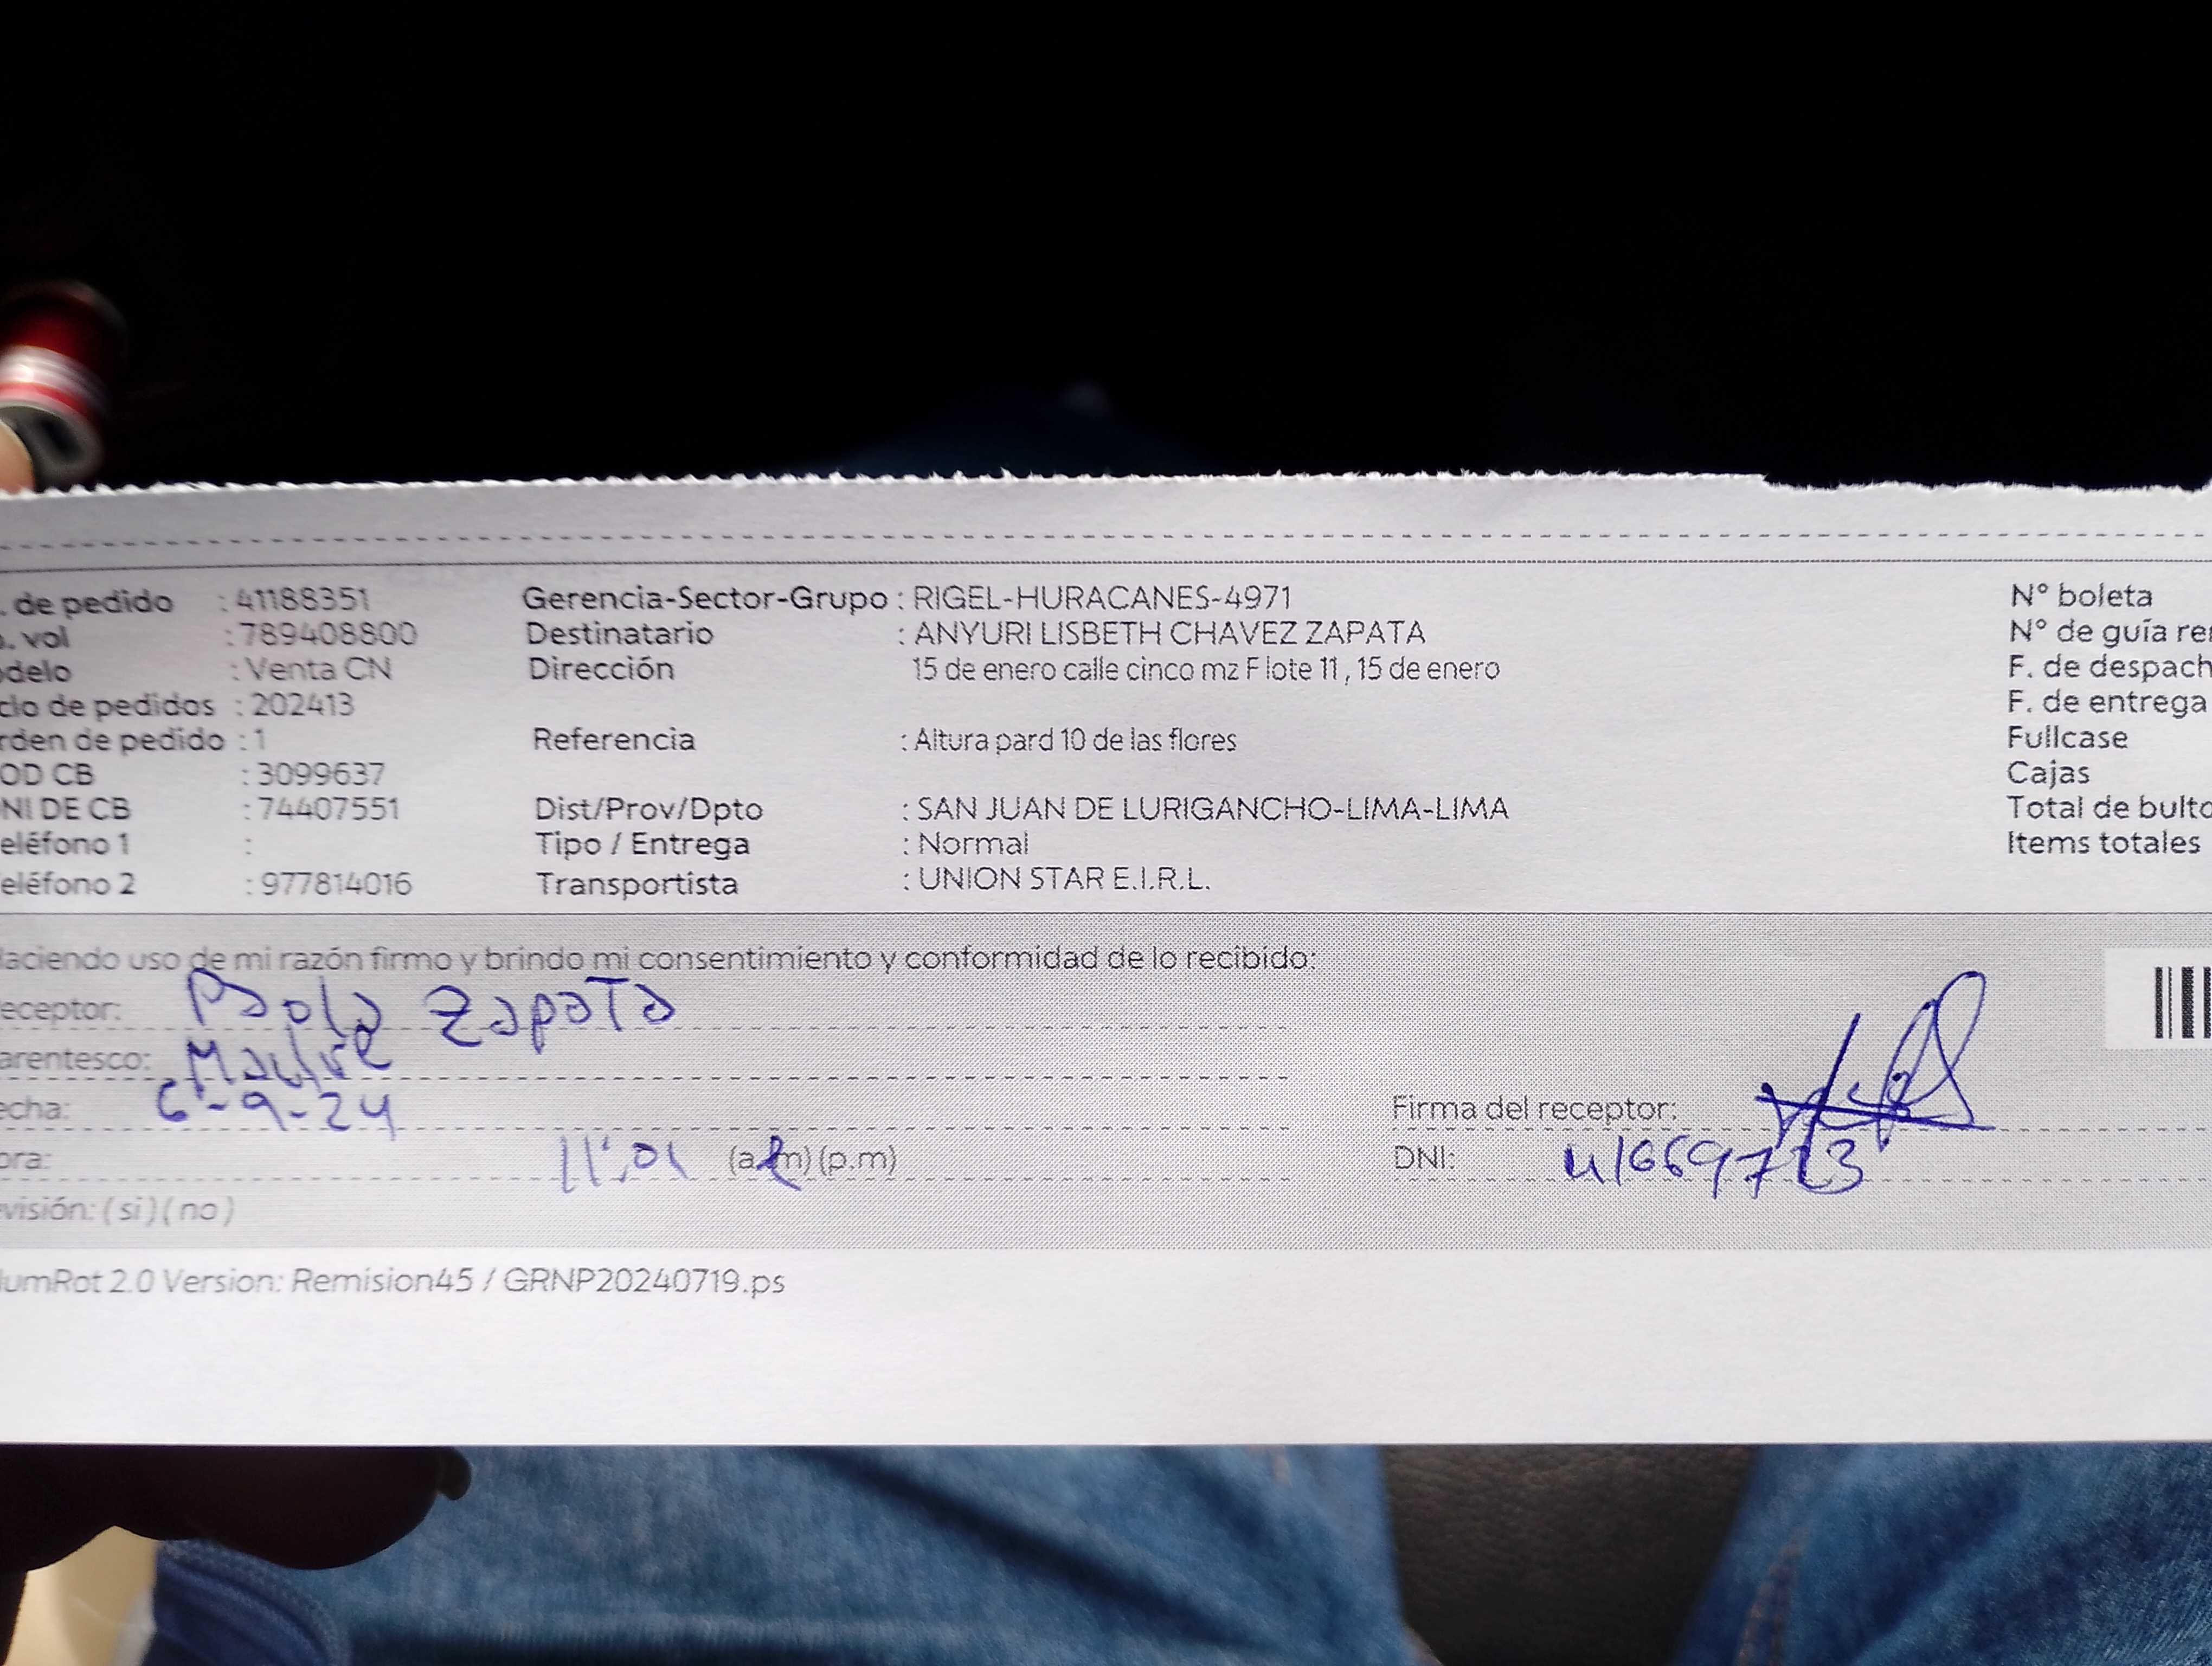 . de pedido : 41188351 Gerencia-Sector-Grupo : RIGEL-HURACANES-4971 N° boleta
. vol : 789408800 Destinatario : ANYURI LISBETH CHAVEZ ZAPATA N° de guía re
delo : Venta CN Dirección 15 de enero calle cinco mz F lote 11 , 15 de enero F. de despach
clo de pedidos : 202413 F. de entrega
rden de pedido : 1 Referencia : Altura pard 10 de las flores Fullcase
OD CB : 3099637 Cajas
NI DE CB : 74407551 Dist/Prov/Dpto : SAN JUAN DE LURIGANCHO-LIMA-LIMA Total de bulto
eléfono 1 : Tipo / Entrega : Normal Items totales
eléfono 2 : 977814016 Transportista : UNION STAR E.I.R.L.
aciendo uso de mi razón firmo y brindo mi consentimiento y conformidad de lo recibido:
eceptor: Paola Zapata
arentesco: Madre
echa: 6-9-24 Firma del receptor:
ora: 11:01 (a.m) (p.m) DNI:
visión: ( si ) ( no )
umRot 2.0 Version: Remision45 / GRNP20240719.ps